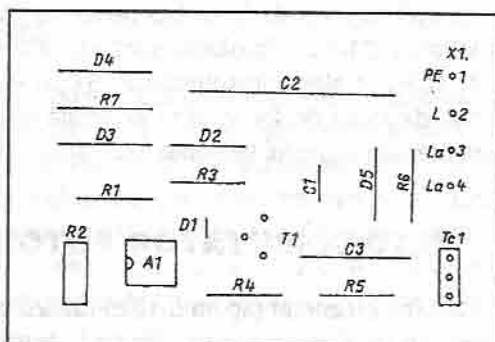 D4
C2
X1.
PE 1
R7
L 2
D3
D2
La 3
R3
C1
D5
R6
La 4
R1
R2
D1
T1
A1
C3
Tc1
R4
R5